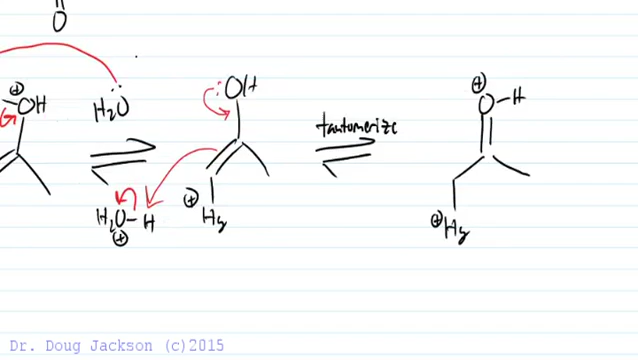 O
⊕
OH
H₂O
OH
tautomerize
⊕
O-H
H₂O-H
⊕
⊕
Hg
⊕Hg
Dr. Doug Jackson (c)2015